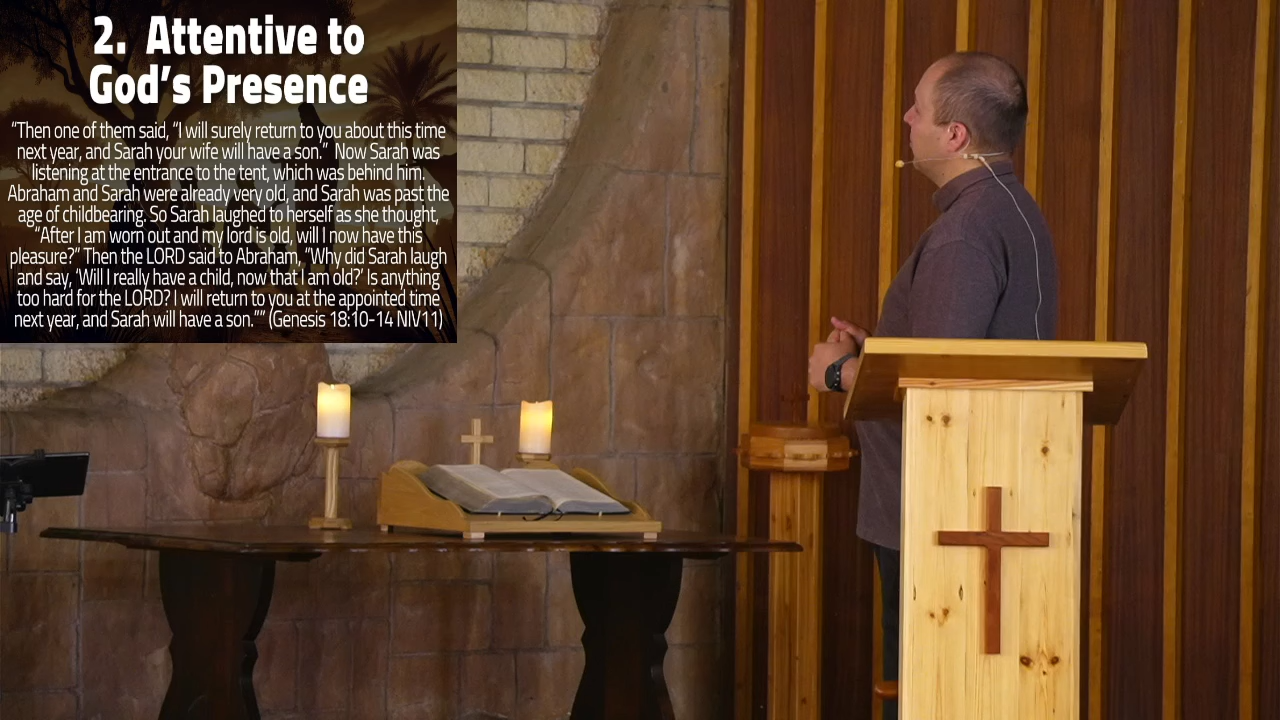 2.  Attentive to
God’s Presence
“Then one of them said, “I will surely return to you about this time
next year, and Sarah your wife will have a son.”  Now Sarah was
listening at the entrance to the tent, which was behind him.
Abraham and Sarah were already very old, and Sarah was past the
age of childbearing. So Sarah laughed to herself as she thought,
“After I am worn out and my lord is old, will I now have this
pleasure?” Then the LORD said to Abraham, “Why did Sarah laugh
and say, ‘Will I really have a child, now that I am old?’ Is anything
too hard for the LORD? I will return to you at the appointed time
next year, and Sarah will have a son.”” (Genesis 18:10-14 NIV11)